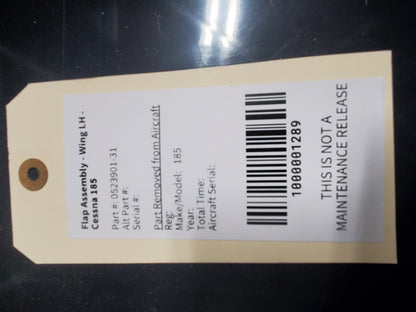 Flap Assembly - Wing LH -
Cessna 185
Part #: 0523901-31
Alt Part #:
Serial #:
Part Removed from Aircraft
Reg:
Make/Model: 185
Year:
Total Time:
Aircraft Serial:
1000001289
THIS IS NOT A
MAINTENANCE RELEASE